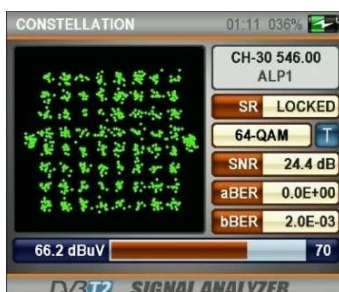 CONSTELLATION 01:11 036%
CH-30 546.00
ALP1
SR LOCKED
64-QAM T
SNR 24.4 dB
aBER 0.0E+00
bBER 2.0E-03
66.2 dBuV 70
DVBT2 SIGNAL ANALYZER